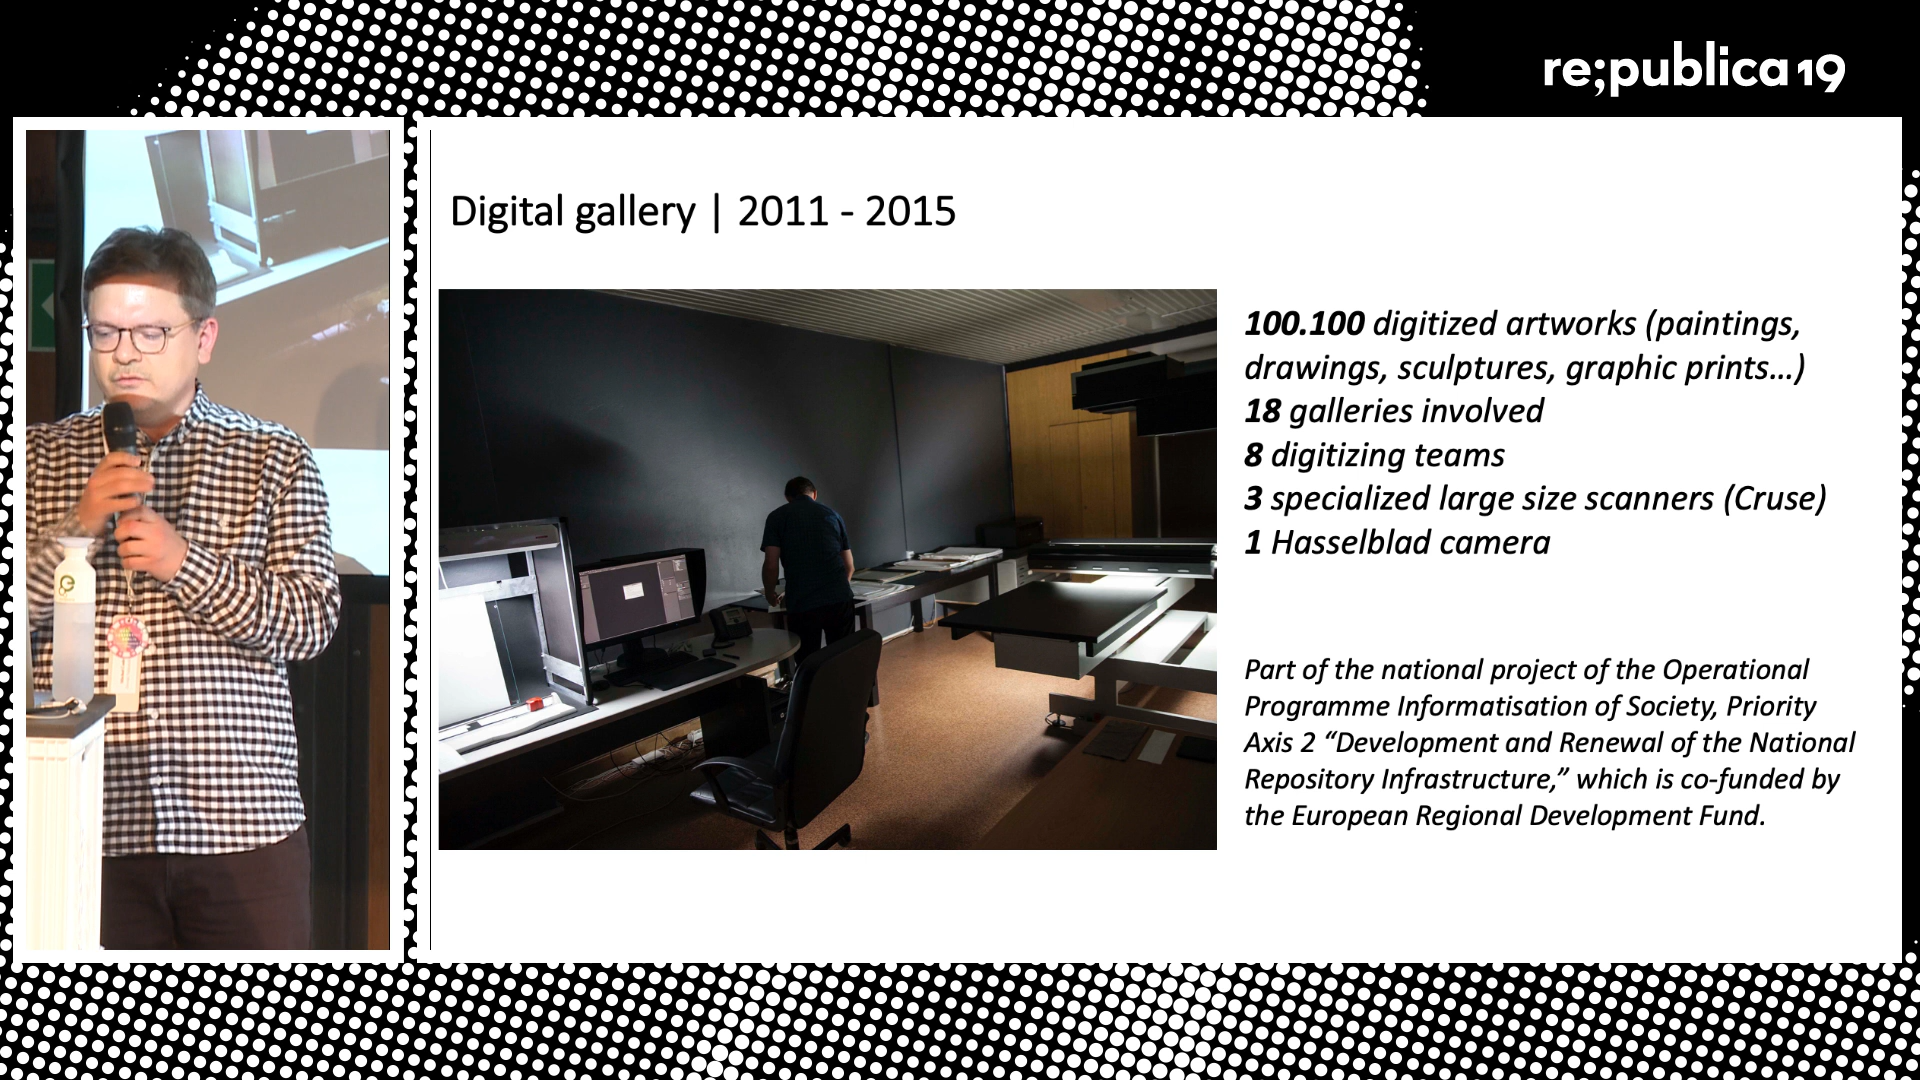 re;publica 19
Digital gallery | 2011 - 2015
100.100 digitized artworks (paintings,
drawings, sculptures, graphic prints...)
18 galleries involved
8 digitizing teams
3 specialized large size scanners (Cruse)
1 Hasselblad camera
Part of the national project of the Operational
Programme Informatisation of Society, Priority
Axis 2 “Development and Renewal of the National
Repository Infrastructure,” which is co-funded by
the European Regional Development Fund.